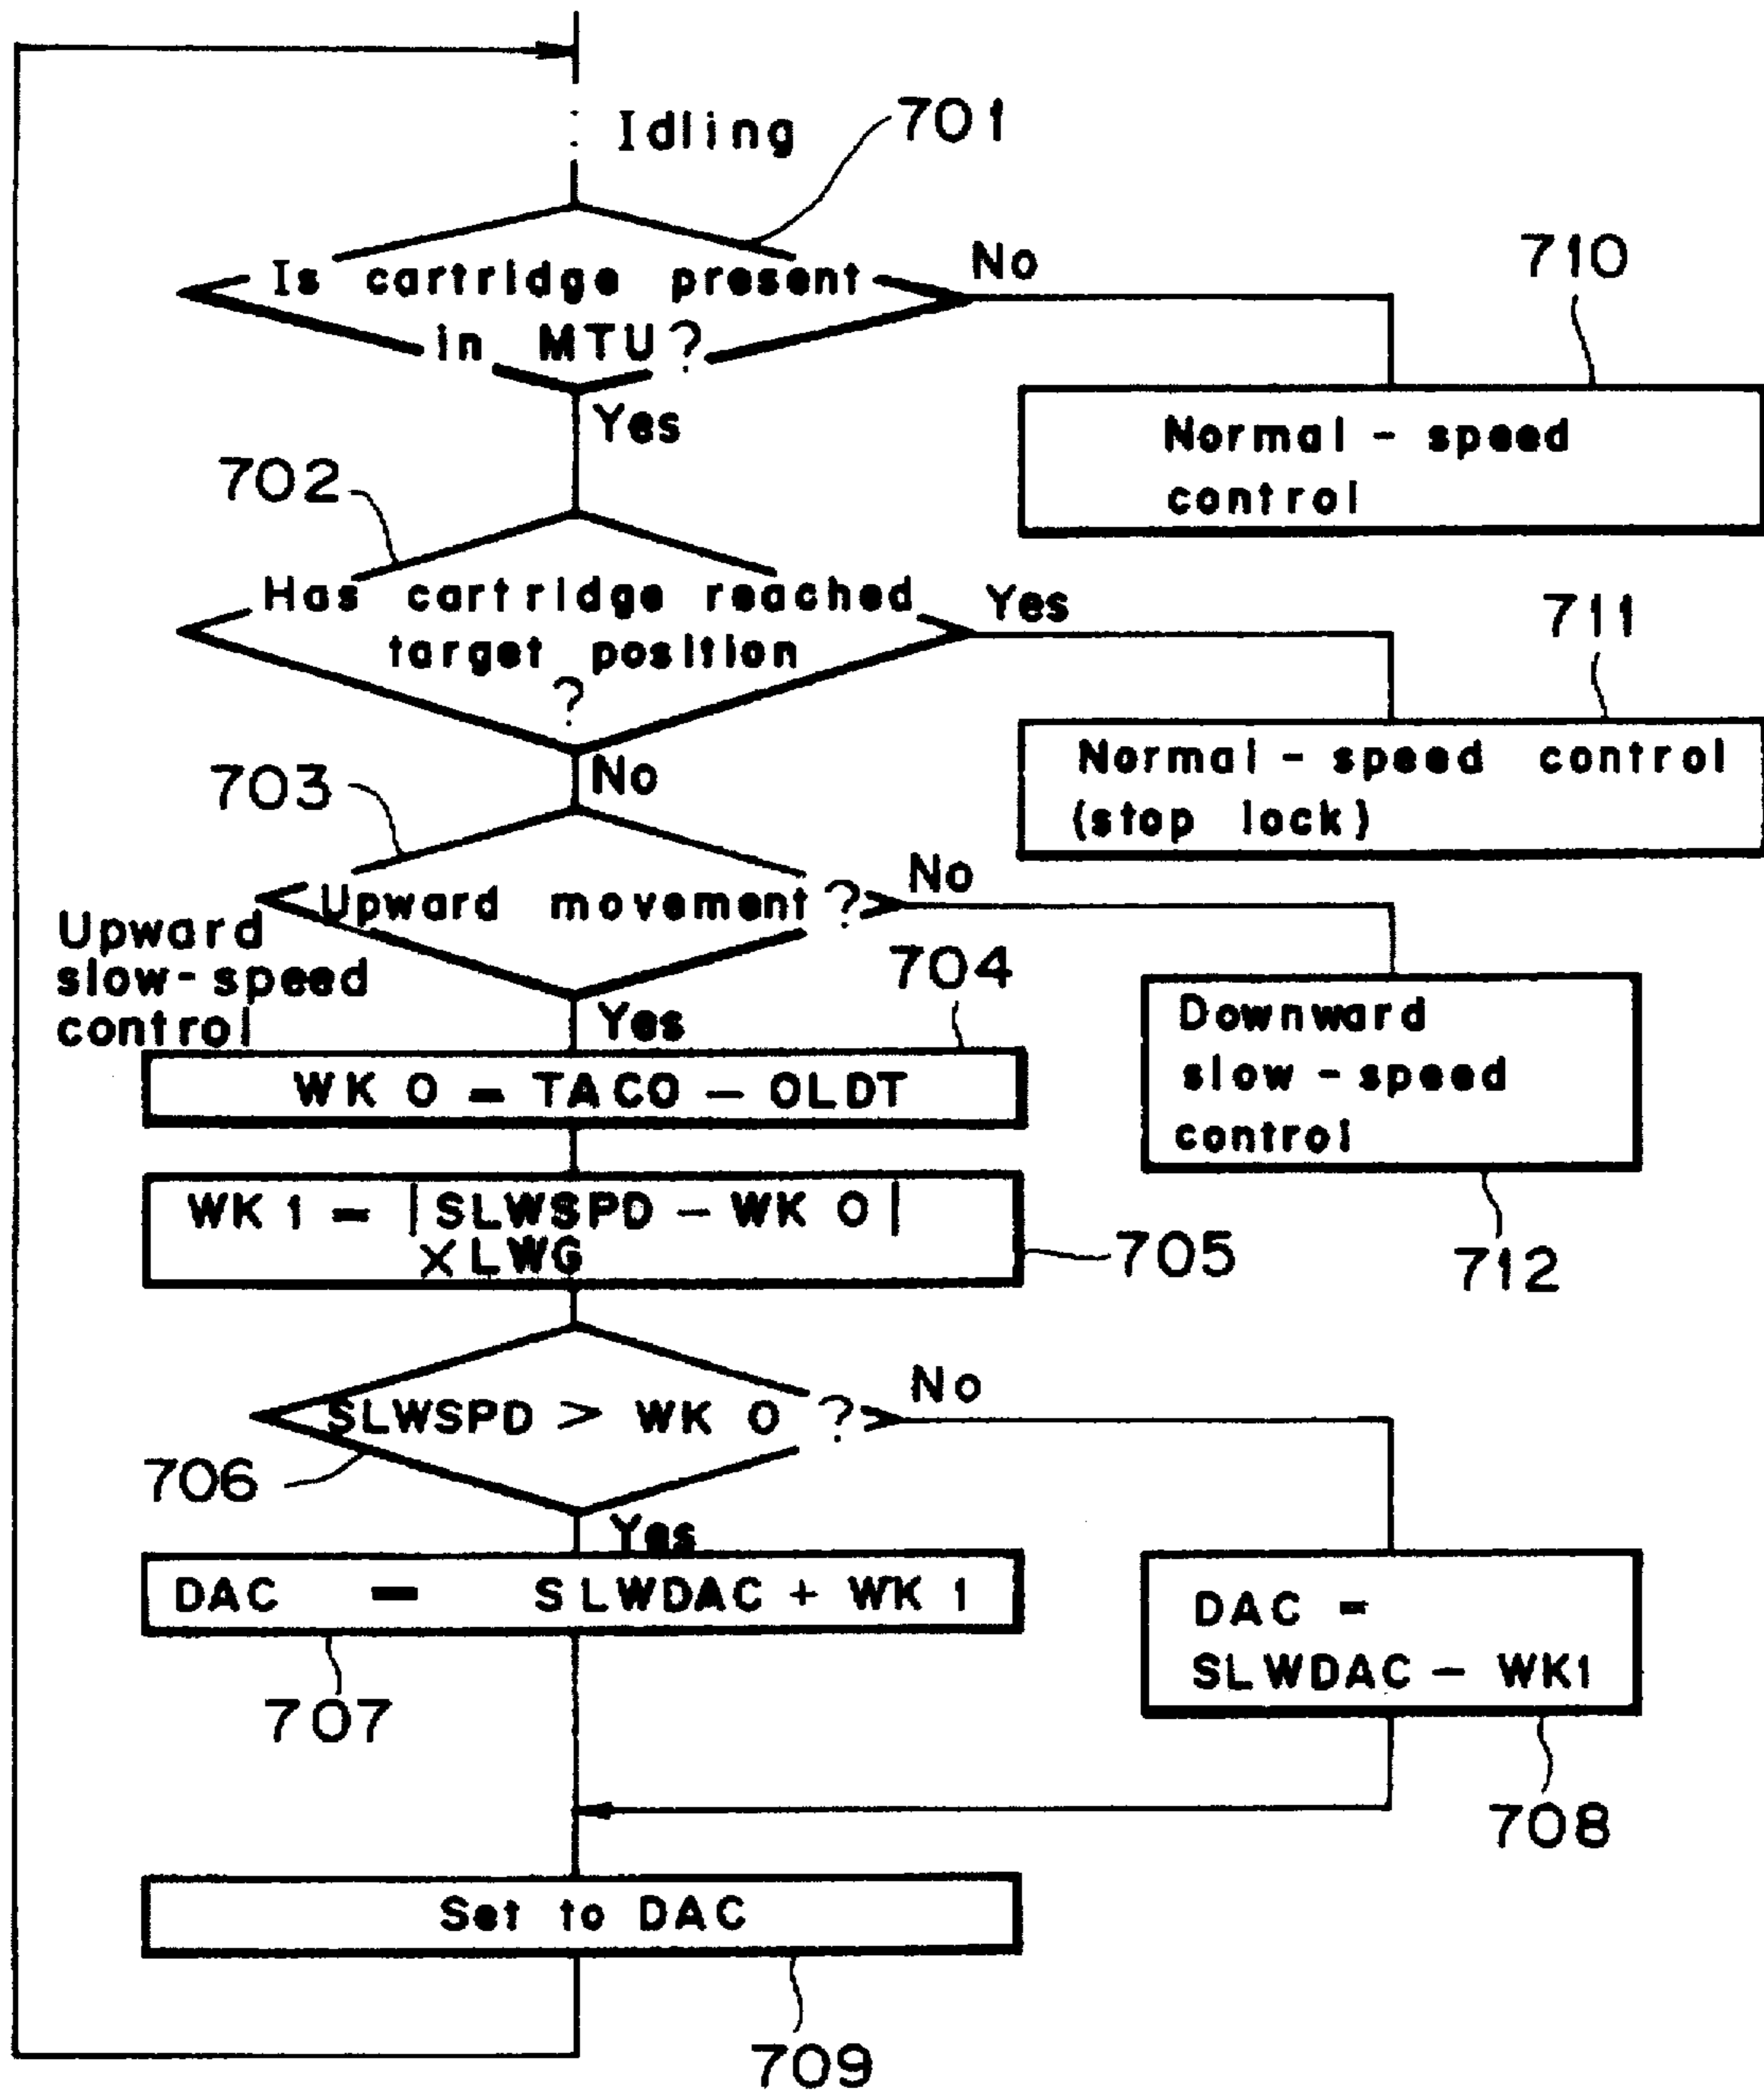 Idling
701
Is cartridge present
in MTU?
No
710
Yes
Normal - speed
control
702
Has cartridge reached
target position
?
Yes
711
No
Normal - speed control
(stop lock)
703
Upward movement ?
No
Upward
slow-speed
control
704
Yes
Downward
slow - speed
control
WK 0 = TACO - OLDT
WK 1 = |SLWSPD - WK 0|
×LWG
705
712
SLWSPD > WK 0 ?
No
706
Yes
DAC = SLWDAC + WK 1
DAC =
SLWDAC - WK1
707
708
Set to DAC
709